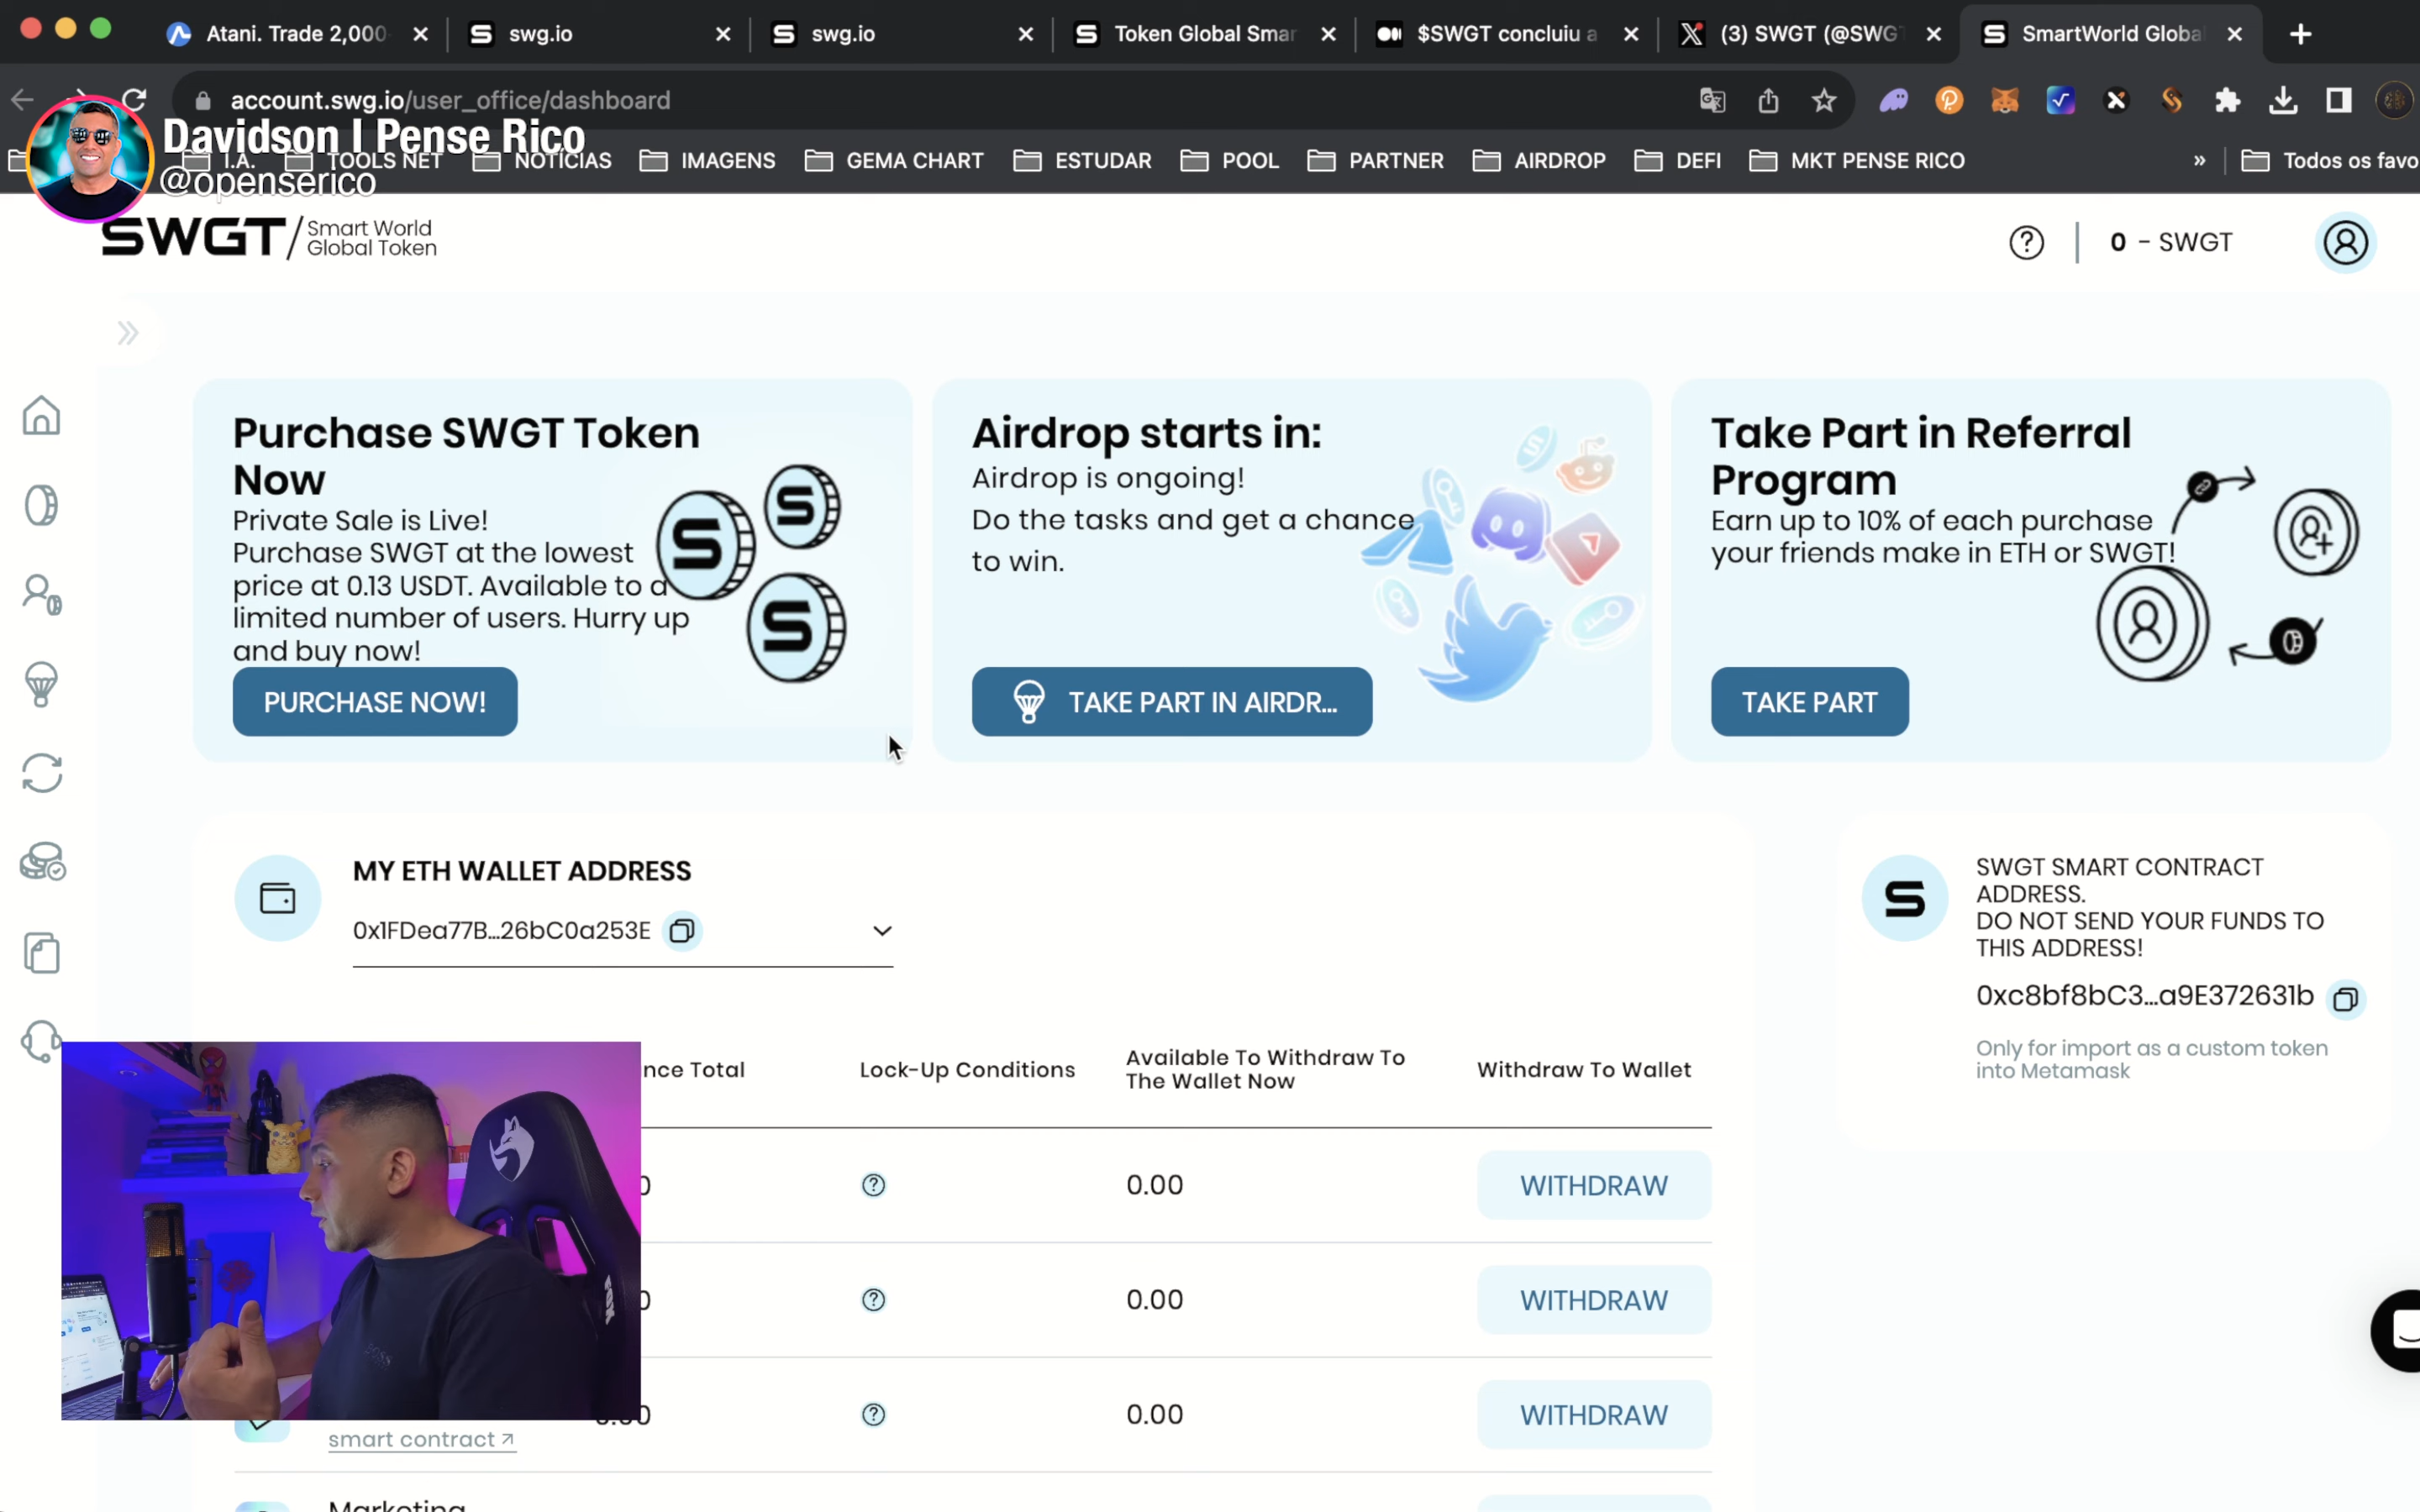 Atani. Trade 2,000
swg.io
swg.io
Token Global Smar
$SWGT concluiu a
(3) SWGT (@SWGT
SmartWorld Global
account.swg.io/user_office/dashboard
Davidson I Pense Rico
@openserico
I.A.
TOOLS NET
NOTÍCIAS
IMAGENS
GEMA CHART
ESTUDAR
POOL
PARTNER
AIRDROP
DEFI
MKT PENSE RICO
»
Todos os favo
SWGT/
Smart World
Global Token
0 - SWGT
Purchase SWGT Token
Now
Private Sale is Live!
Purchase SWGT at the lowest
price at 0.13 USDT. Available to a
limited number of users. Hurry up
and buy now!
PURCHASE NOW!
Airdrop starts in:
Airdrop is ongoing!
Do the tasks and get a chance
to win.
TAKE PART IN AIRDR...
Take Part in Referral
Program
Earn up to 10% of each purchase
your friends make in ETH or SWGT!
TAKE PART
MY ETH WALLET ADDRESS
0x1FDea77B...26bC0a253E
SWGT SMART CONTRACT
ADDRESS.
DO NOT SEND YOUR FUNDS TO
THIS ADDRESS!
0xc8bf8bC3...a9E372631b
Only for import as a custom token
into Metamask
nce Total
Lock-Up Conditions
Available To Withdraw To
The Wallet Now
Withdraw To Wallet
0.00
WITHDRAW
0.00
WITHDRAW
0.00
WITHDRAW
smart contract
Marketing